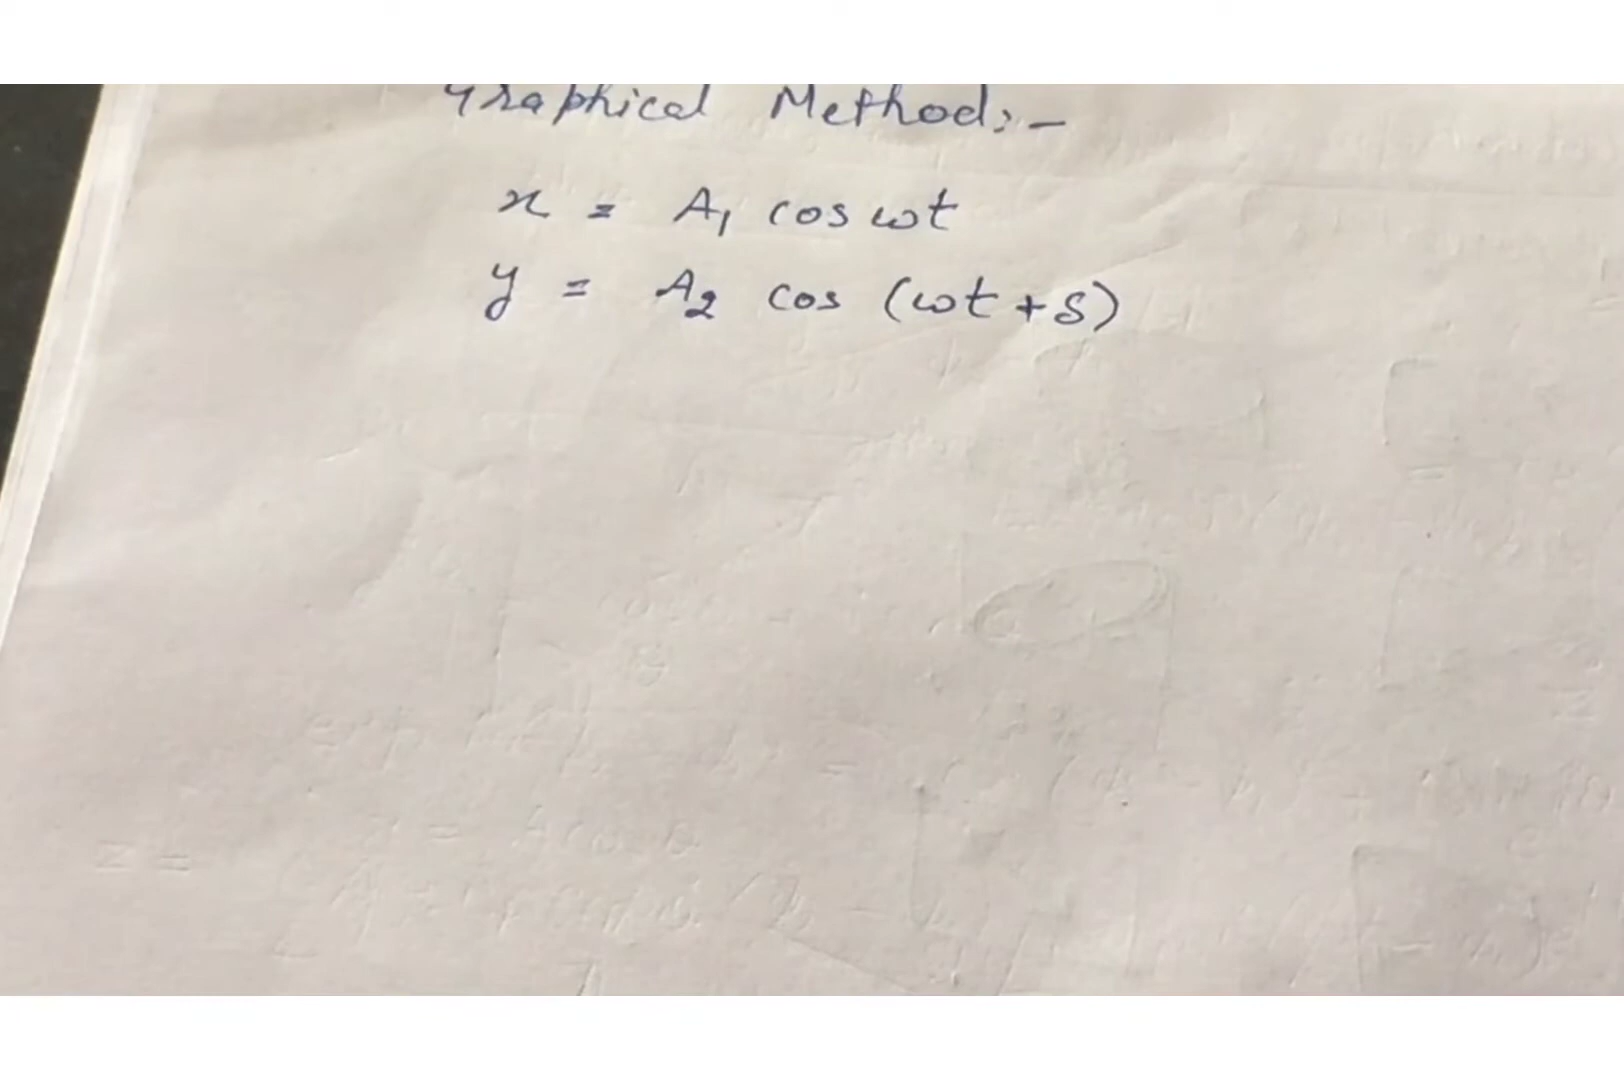 Graphical Method:-
x = A₁ cos ωt
y = A₂ cos (ωt + δ)